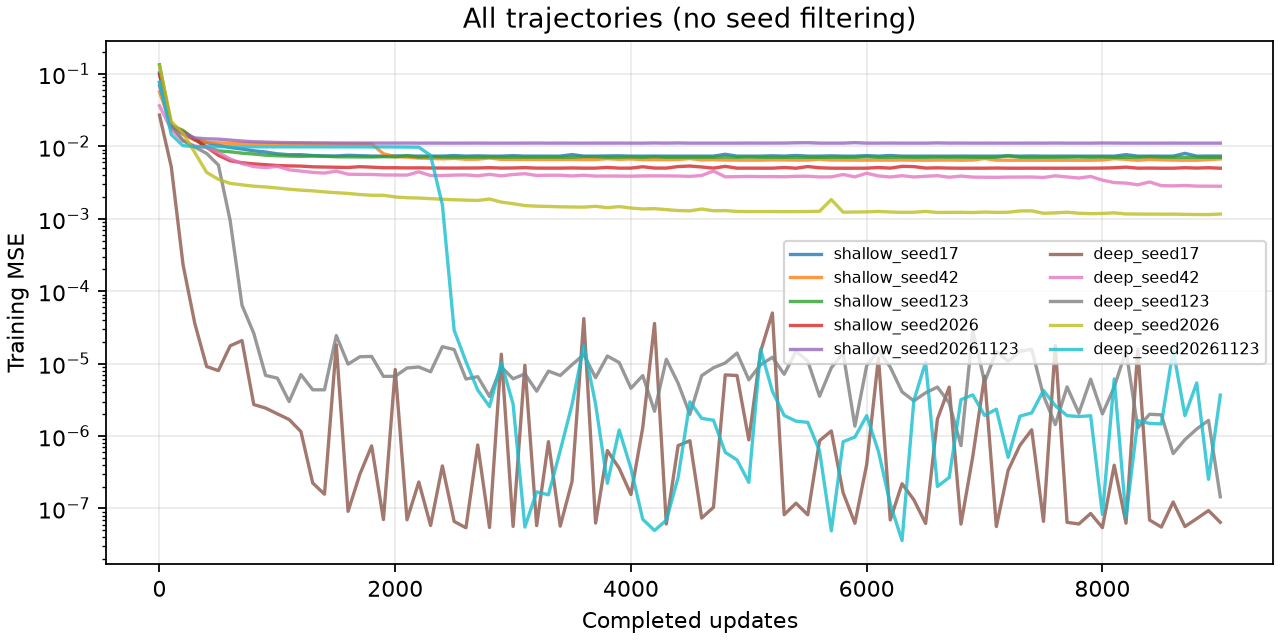 All trajectories (no seed filtering)
10⁻¹
10⁻²
10⁻³
10⁻⁴
10⁻⁵
10⁻⁶
10⁻⁷
Training MSE
shallow_seed17
shallow_seed42
shallow_seed123
shallow_seed2026
shallow_seed20261123
deep_seed17
deep_seed42
deep_seed123
deep_seed2026
deep_seed20261123
0 2000 4000 6000 8000
Completed updates